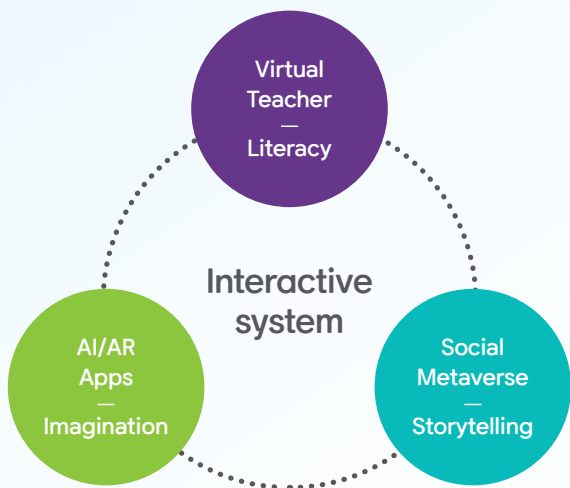 Virtual
Teacher
—
Literacy
Interactive
system
AI/AR
Apps
—
Imagination
Social
Metaverse
—
Storytelling